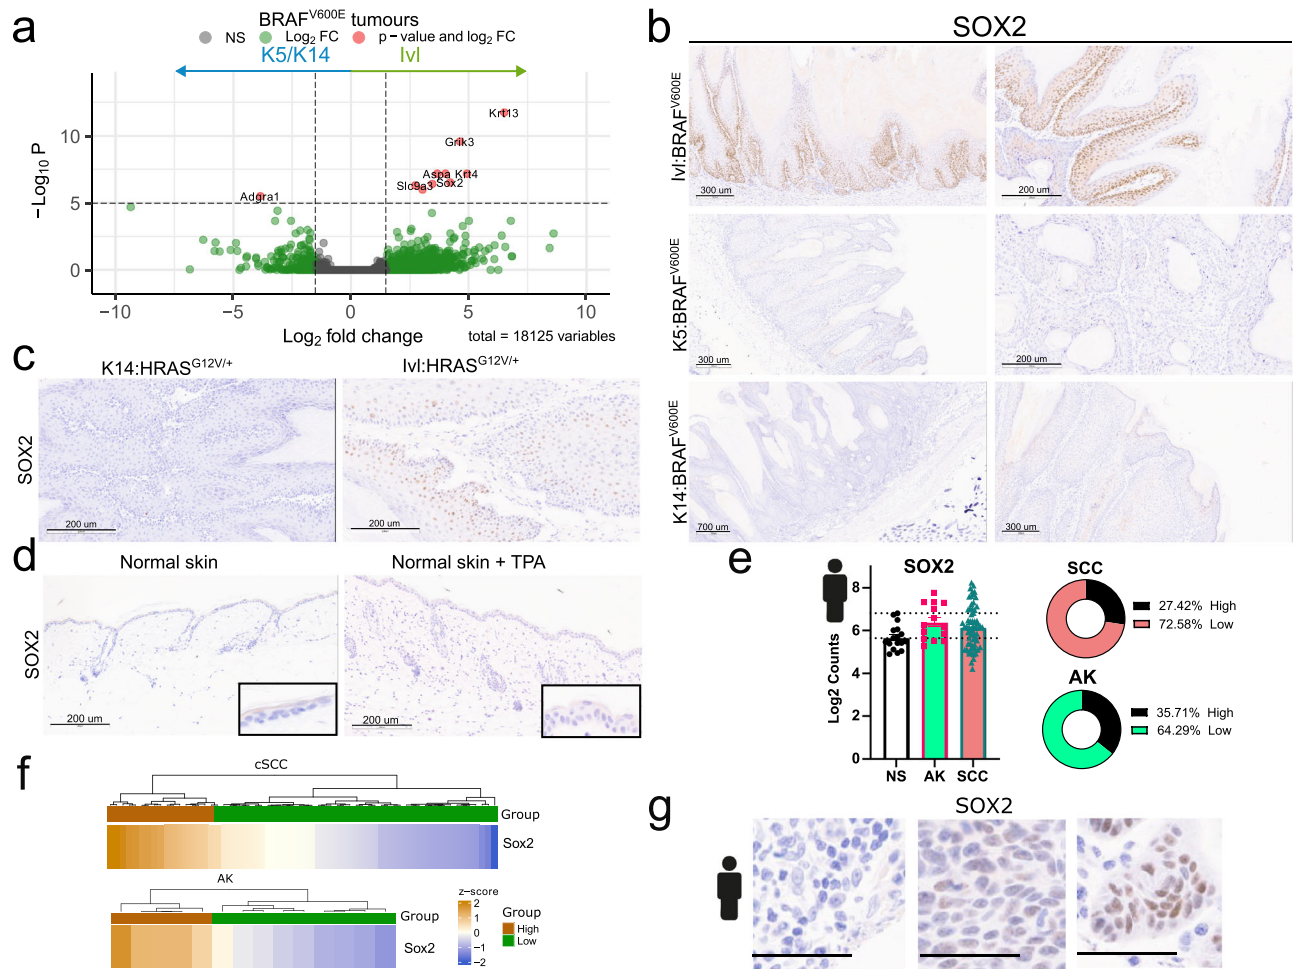 a
BRAFV600E tumours
NS Log2 FC p − value and log2 FC
K5/K14 Ivl
−Log10 P
10
5
0
Krt13
Grik3
Aspa Krt4
Slc9a3 Sox2
Adgra1
−10 −5 0 5 10
Log2 fold change
total = 18125 variables
b
SOX2
Ivl:BRAFV600E
300 um
200 um
K5:BRAFV600E
300 um
200 um
K14:BRAFV600E
700 um
300 um
c
K14:HRASG12V/+ Ivl:HRASG12V/+
SOX2
200 um
200 um
d
Normal skin Normal skin + TPA
SOX2
200 um
200 um
e
SOX2
Log2 Counts
8
6
4
2
0
NS AK SCC
SCC
27.42% High
72.58% Low
AK
35.71% High
64.29% Low
f
cSCC
Group
Sox2
AK
Group
Sox2
z−score
2
1
0
−1
−2
Group
High
Low
g
SOX2